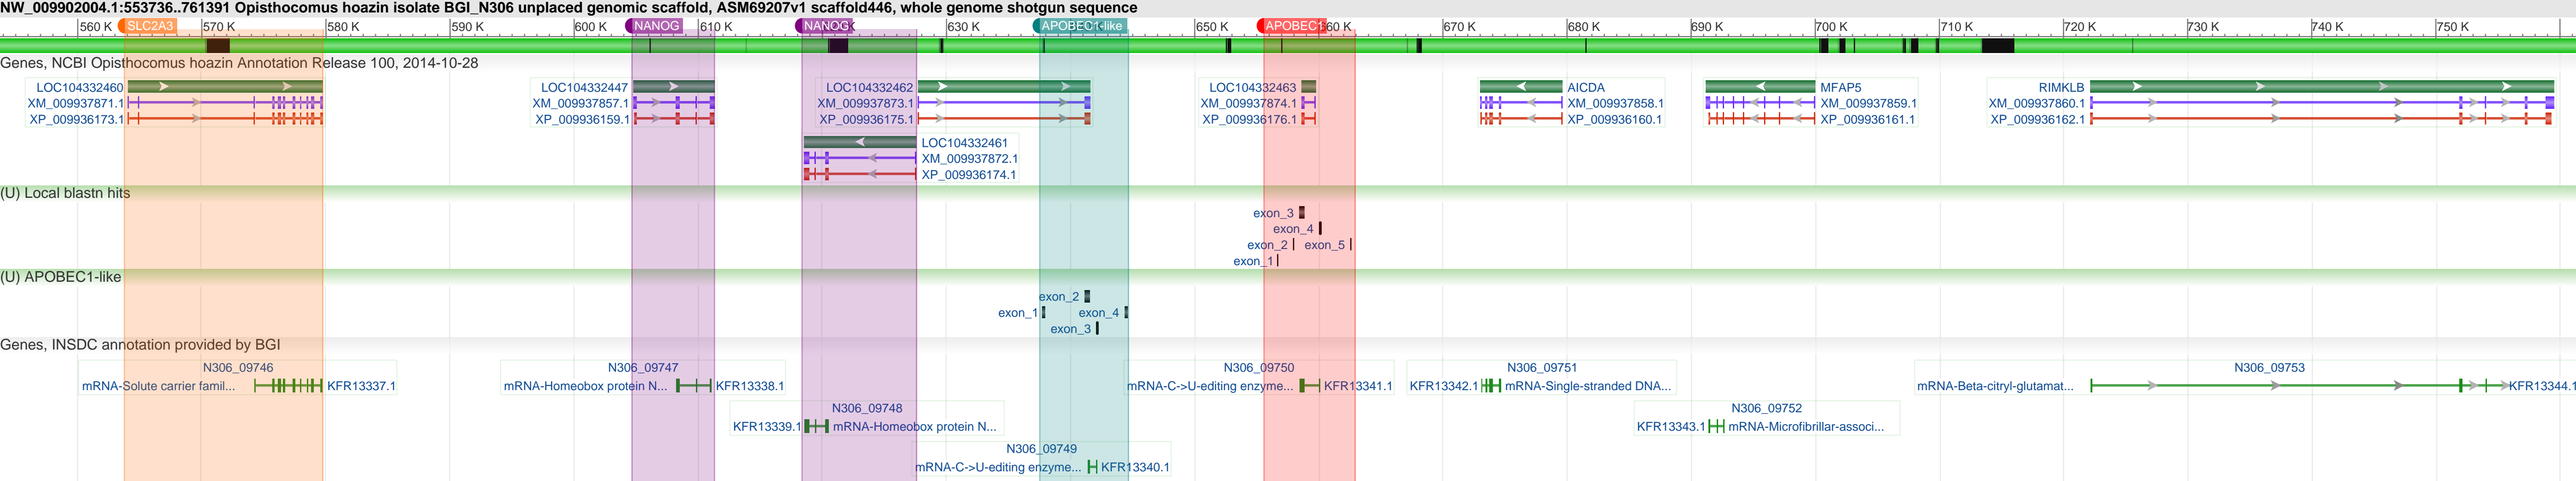 NW_009902004.1:553736..761391 Opisthocomus hoazin isolate BGI_N306 unplaced genomic scaffold, ASM69207v1 scaffold446, whole genome shotgun sequence
560 K SLC2A3 570 K 580 K 590 K 600 K NANOG 610 K NANOG 630 K APOBEC1-like 650 K APOBEC1 660 K 670 K 680 K 690 K 700 K 710 K 720 K 730 K 740 K 750 K
Genes, NCBI Opisthocomus hoazin Annotation Release 100, 2014-10-28
LOC104332460 LOC104332447 LOC104332462 LOC104332463 AICDA MFAP5 RIMKLB
XM_009937871.1 XM_009937857.1 XM_009937873.1 XM_009937874.1 XM_009937858.1 XM_009937859.1 XM_009937860.1
XP_009936173.1 XP_009936159.1 XP_009936175.1 XP_009936176.1 XP_009936160.1 XP_009936161.1 XP_009936162.1
LOC104332461
XM_009937872.1
XP_009936174.1
(U) Local blastn hits
exon_3
exon_4
exon_2 exon_5
exon_1
(U) APOBEC1-like
exon_2
exon_1 exon_4
exon_3
Genes, INSDC annotation provided by BGI
N306_09746 N306_09747 N306_09750 N306_09751 N306_09753
mRNA-Solute carrier famil... KFR13337.1 mRNA-Homeobox protein N... KFR13338.1 mRNA-C->U-editing enzyme... KFR13341.1 KFR13342.1 mRNA-Single-stranded DNA... mRNA-Beta-citryl-glutamat... KFR13344.1
N306_09748 N306_09752
KFR13339.1 mRNA-Homeobox protein N... KFR13343.1 mRNA-Microfibrillar-associ...
N306_09749
mRNA-C->U-editing enzyme... KFR13340.1